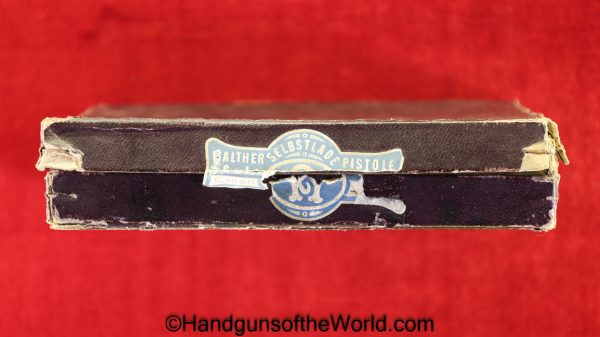 WALTHER SELBSTLADE PISTOLE
©HandgunsoftheWorld.com